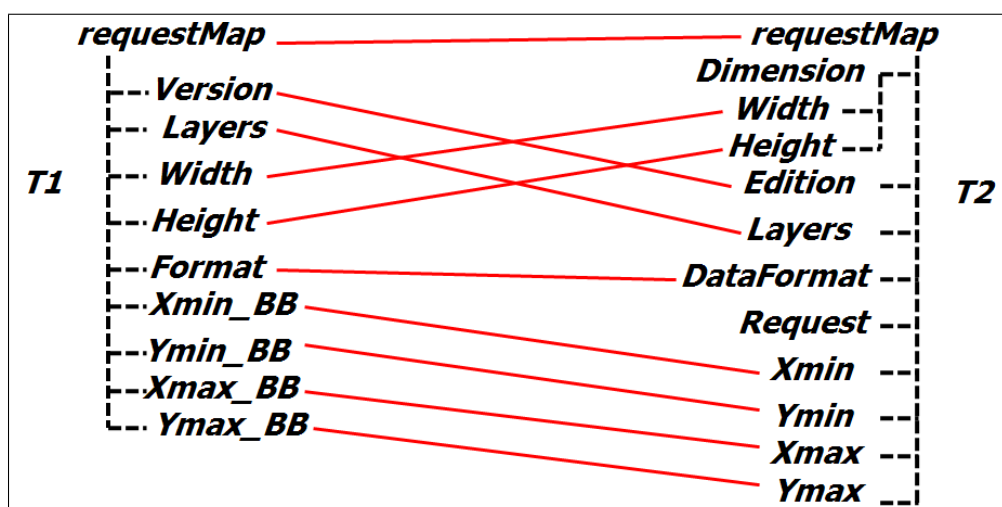 requestMap
Version
Layers
Width
Height
Format
Xmin_BB
Ymin_BB
Xmax_BB
Ymax_BB
T1
requestMap
Dimension
Width
Height
Edition
Layers
DataFormat
Request
Xmin
Ymin
Xmax
Ymax
T2